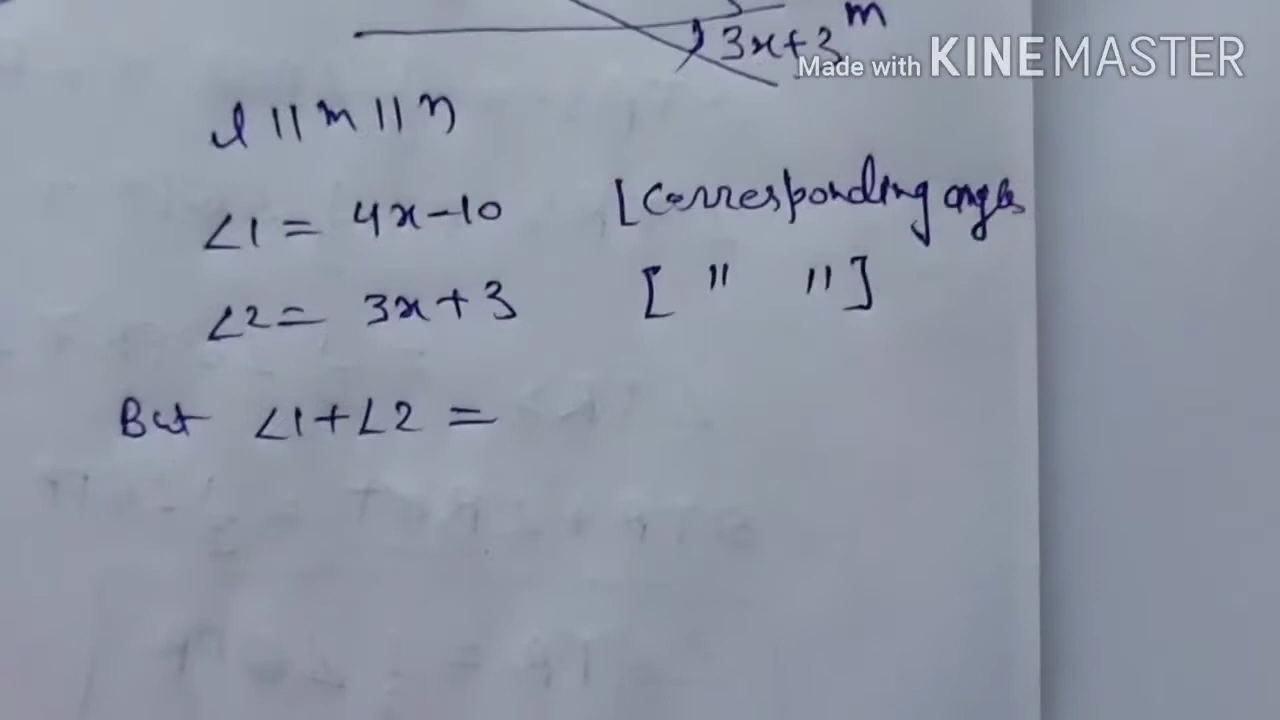 m
3x+3
Made with KINEMASTER
l || m || n
∠1 = 4x-10 [Corresponding angles
∠2 = 3x+3 [ " " ]
But ∠1+∠2 =